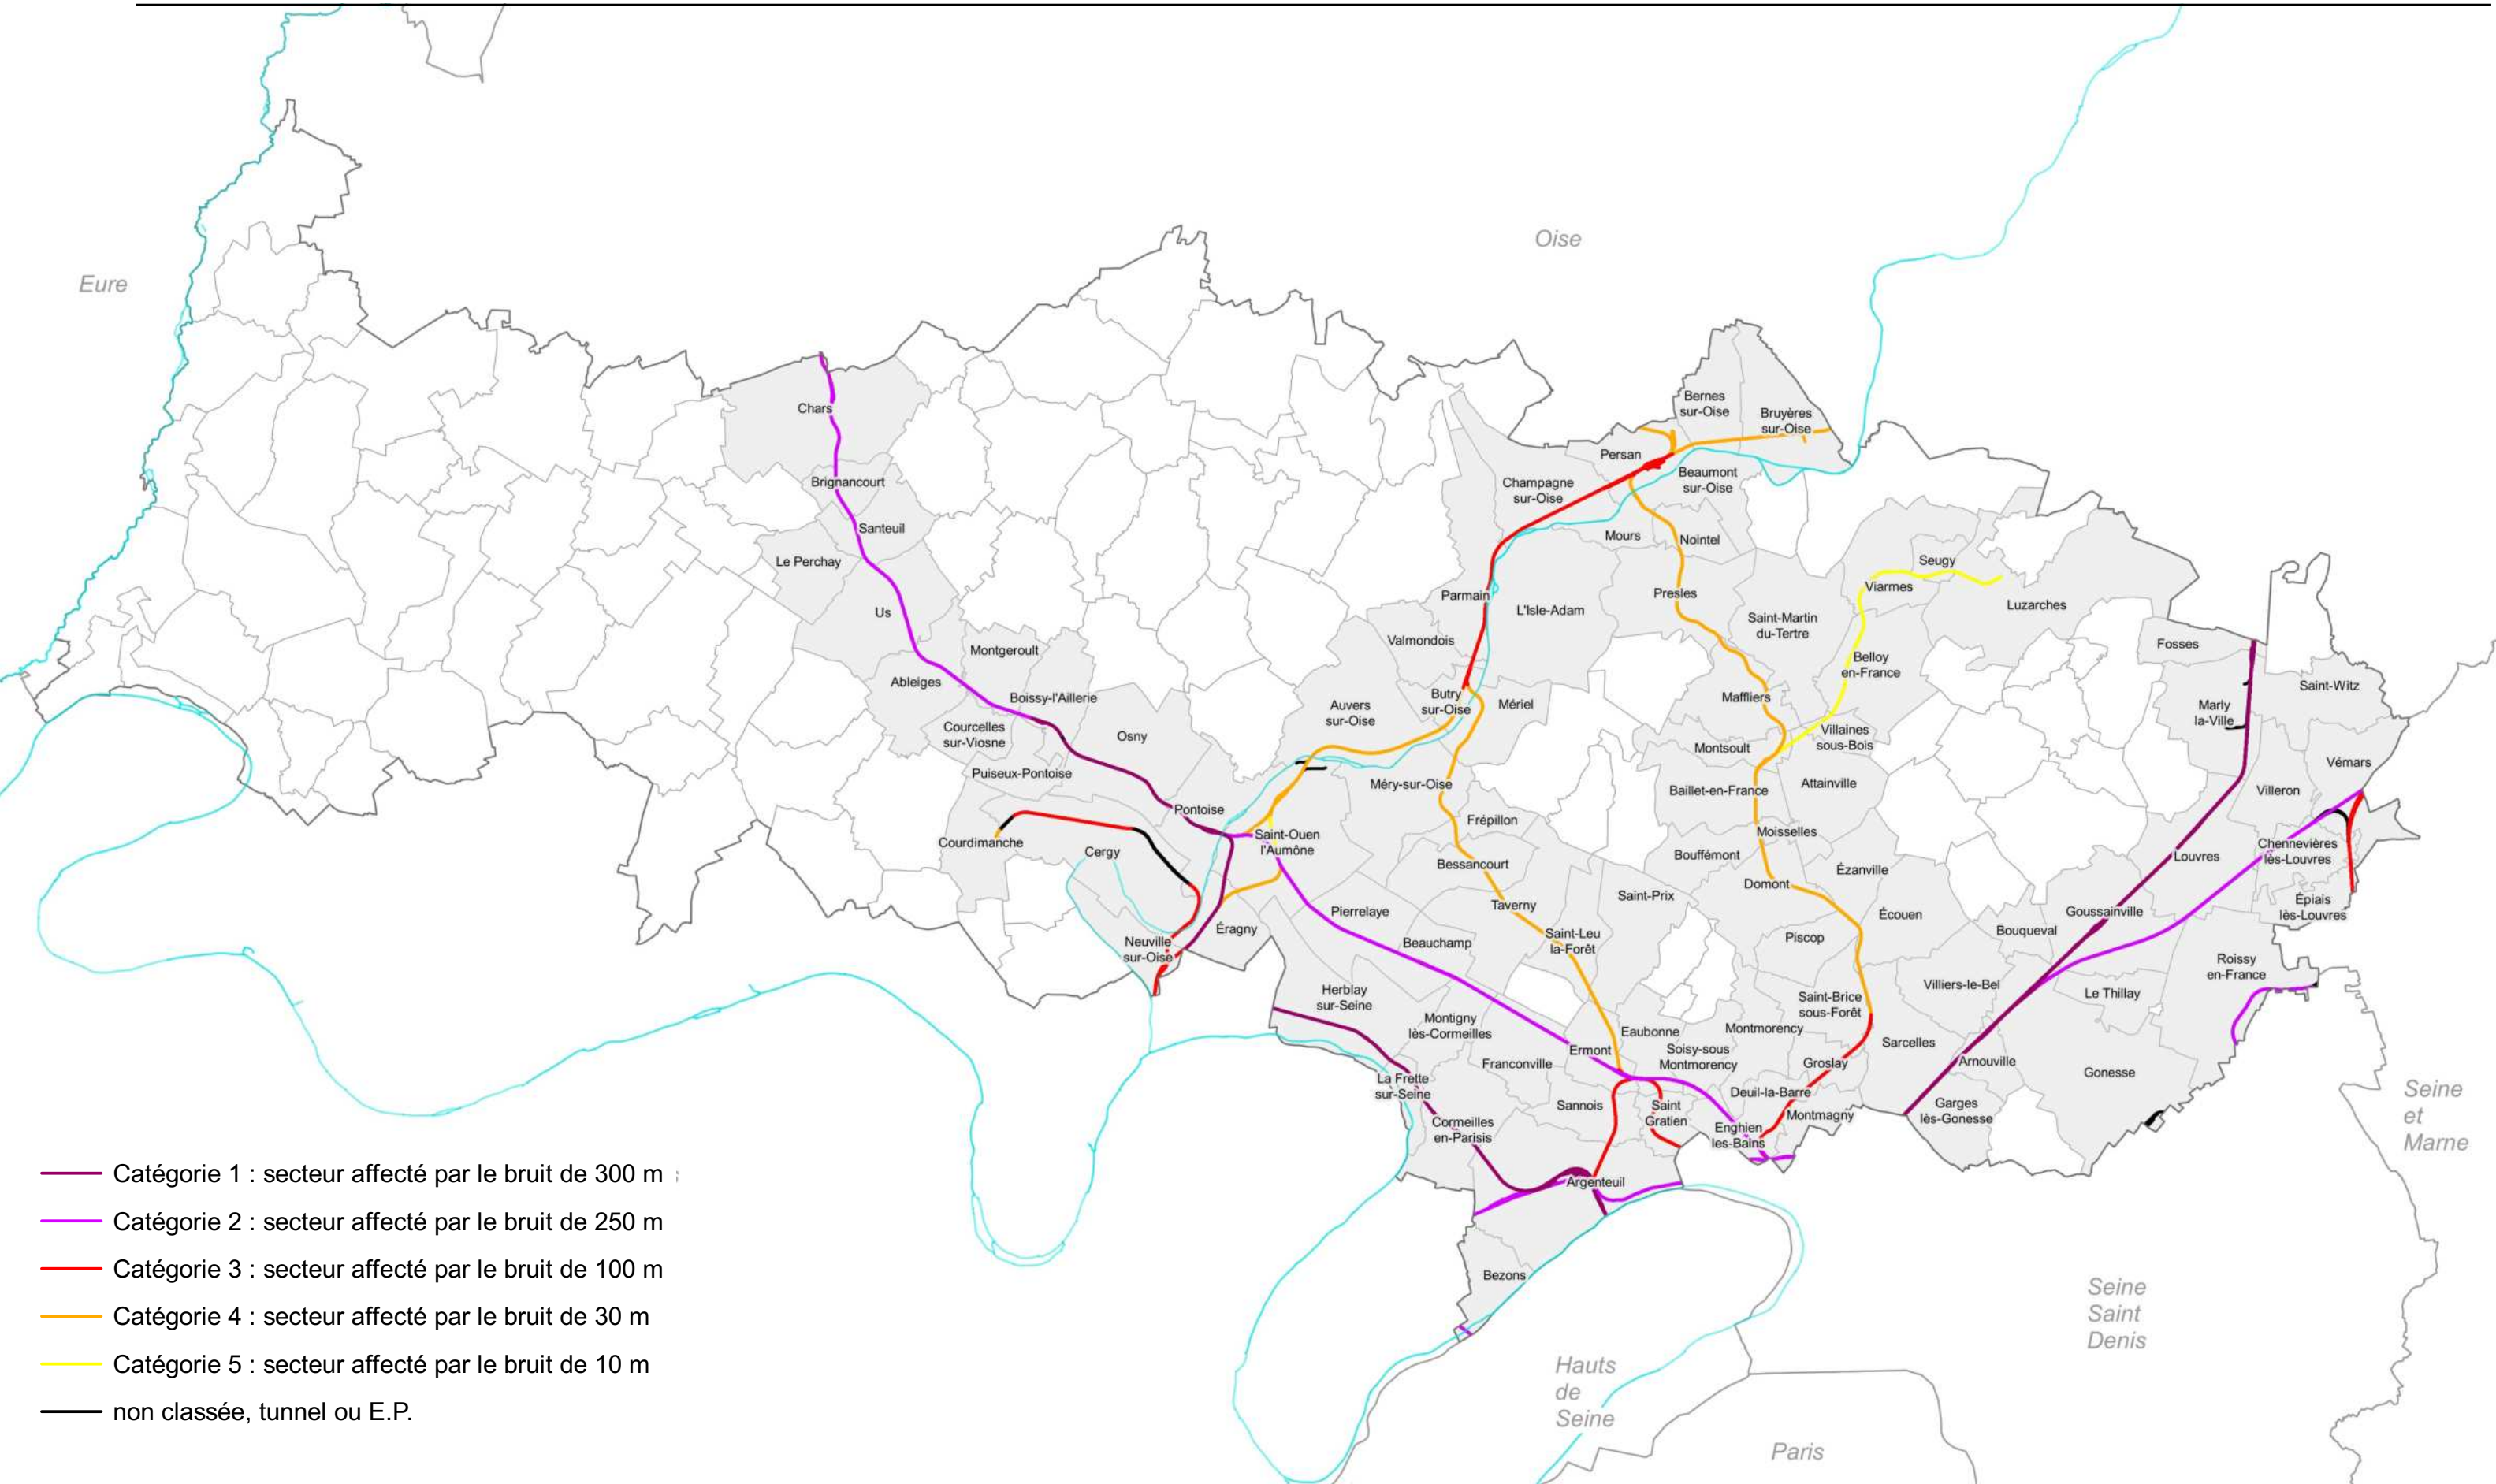 Oise
Eure
Bernes
sur-Oise
Bruyères
sur-Oise
Chars
Persan
Beaumont
sur-Oise
Champagne
sur-Oise
Brignancourt
Santeuil
Mours
Nointel
Le Perchay
Seugy
Viarmes
Parmain
Presles
Us
L'Isle-Adam
Luzarches
Saint-Martin
du-Tertre
Valmondois
Fosses
Montgeroult
Belloy
en-France
Ableiges
Saint-Witz
Boissy-l'Aillerie
Butry
sur-Oise
Mériel
Maffliers
Auvers
sur-Oise
Marly
la-Ville
Courcelles
sur-Viosne
Osny
Villaines
sous-Bois
Montsoult
Vémars
Puiseux-Pontoise
Méry-sur-Oise
Attainville
Baillet-en-France
Villeron
Pontoise
Frépillon
Saint-Ouen
l'Aumône
Moisselles
Courdimanche
Cergy
Chennevières
lès-Louvres
Bouffémont
Louvres
Bessancourt
Ézanville
Domont
Saint-Prix
Taverny
Épiais
lès-Louvres
Pierrelaye
Goussainville
Écouen
Éragny
Bouqueval
Saint-Leu
la-Forêt
Piscop
Beauchamp
Neuville
sur-Oise
Roissy
en-France
Villiers-le-Bel
Le Thillay
Herblay
sur-Seine
Saint-Brice
sous-Forêt
Montigny
lès-Cormeilles
Eaubonne
Montmorency
Sarcelles
Ermont
Soisy-sous
Montmorency
Franconville
Groslay
Arnouville
Gonesse
La Frette
sur-Seine
Deuil-la-Barre
Sannois
Saint
Gratien
Garges
lès-Gonesse
Montmagny
Cormeilles
en-Parisis
Enghien
les-Bains
Seine
et
Marne
Argenteuil
Bezons
Seine
Saint
Denis
Hauts
de
Seine
Paris
Catégorie 1 : secteur affecté par le bruit de 300 m
Catégorie 2 : secteur affecté par le bruit de 250 m
Catégorie 3 : secteur affecté par le bruit de 100 m
Catégorie 4 : secteur affecté par le bruit de 30 m
Catégorie 5 : secteur affecté par le bruit de 10 m
non classée, tunnel ou E.P.